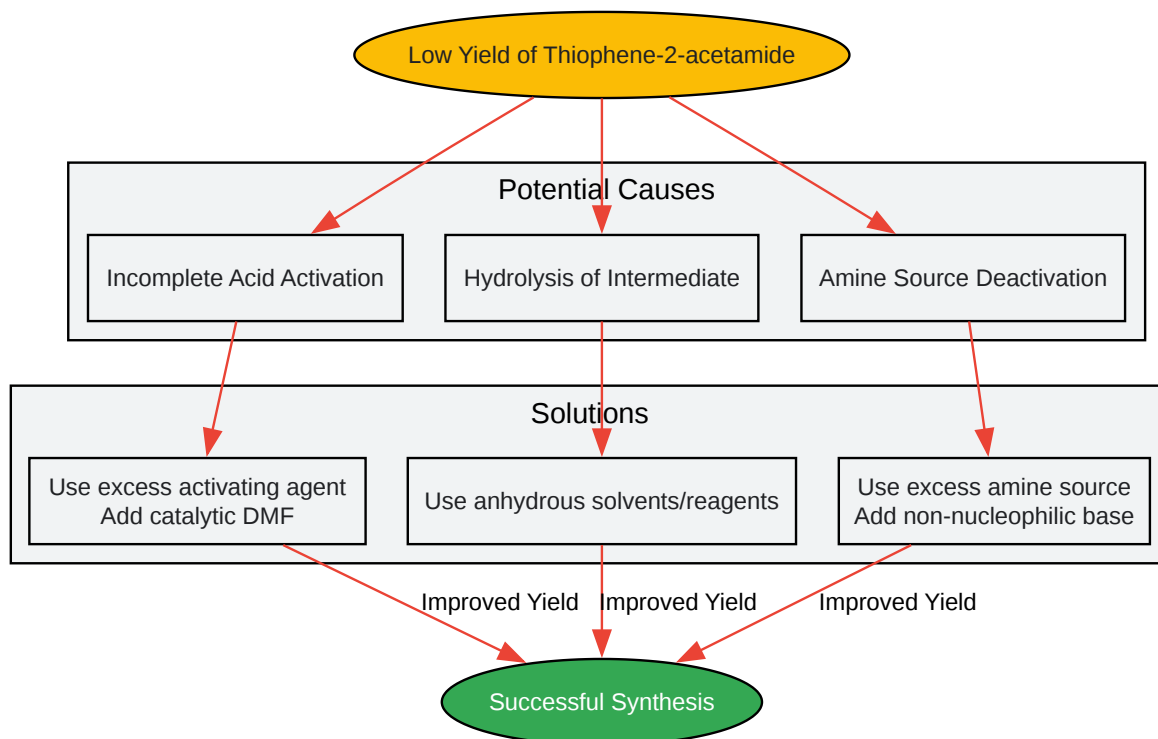 Low Yield of Thiophene-2-acetamide
Potential Causes
Incomplete Acid Activation
Hydrolysis of Intermediate
Amine Source Deactivation
Solutions
Use excess activating agent
Add catalytic DMF
Use anhydrous solvents/reagents
Use excess amine source
Add non-nucleophilic base
Improved Yield
Improved Yield
Improved Yield
Successful Synthesis